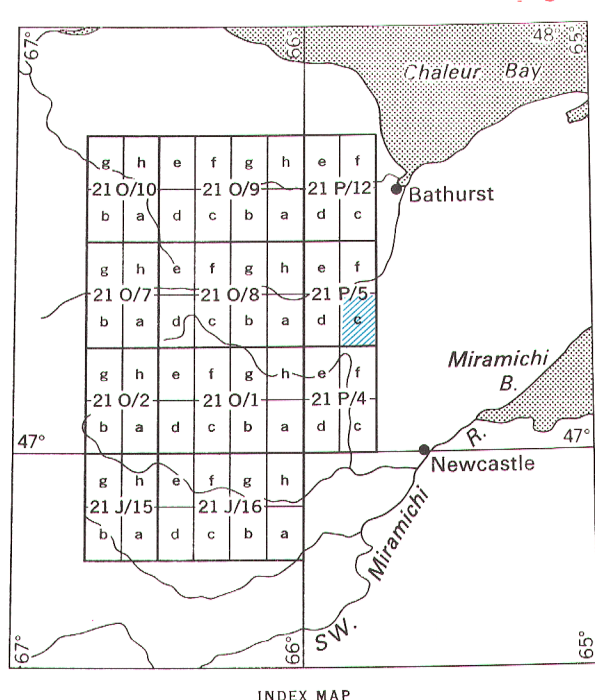 67° 66° 48° 65°
Chaleur Bay
g h e f g h e f
21 O/10 21 O/9 21 P/12
Bathurst
b a d c b a d c
g h e f g h e f
21 O/7 21 O/8 21 P/5
b a d c b a d c
Miramichi
B.
g h e f g h e f
21 O/2 21 O/1 21 P/4
b a d c b a d c
R.
47° 47°
Newcastle
g h e f g h
21 J/15 21 J/16
b a d c b a
Miramichi
SW.
67° 66° 65°
INDEX MAP